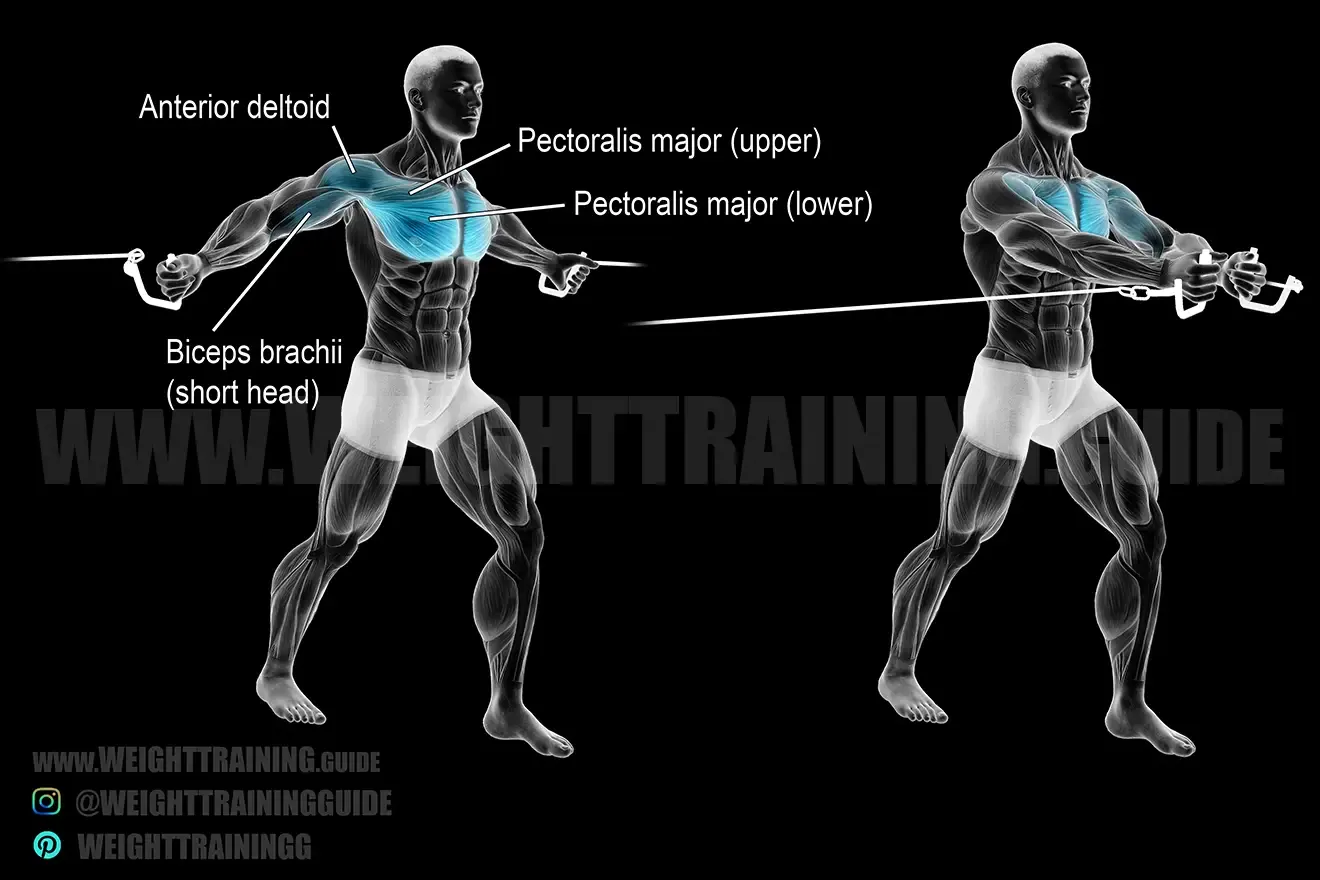 Anterior deltoid
Pectoralis major (upper)
Pectoralis major (lower)
Biceps brachii
(short head)
WWW.WEIGHTTRAINING.GUIDE
WWW.WEIGHTTRAINING.GUIDE
@WEIGHTTRAININGGUIDE
WEIGHTTRAININGG